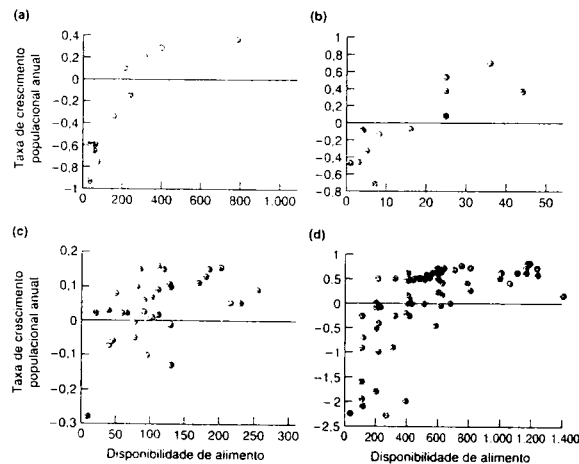 (a)
Taxa de crescimento
populacional anual
0,4
0,2
0
−0,2
−0,4
−0,6
−0,8
−1
0 200 400 600 800 1.000
(b)
1
0,8
0,6
0,4
0,2
0
−0,2
−0,4
−0,6
−0,8
0 10 20 30 40 50
(c)
Taxa de crescimento
populacional anual
0,2
0,1
0
−0,1
−0,2
−0,3
0 50 100 150 200 250 300
Disponibilidade de alimento
(d)
1
0,5
0
0,5
−1
−1,5
−2
−2,5
0 200 400 600 800 1.000 1.200 1.400
Disponibilidade de alimento